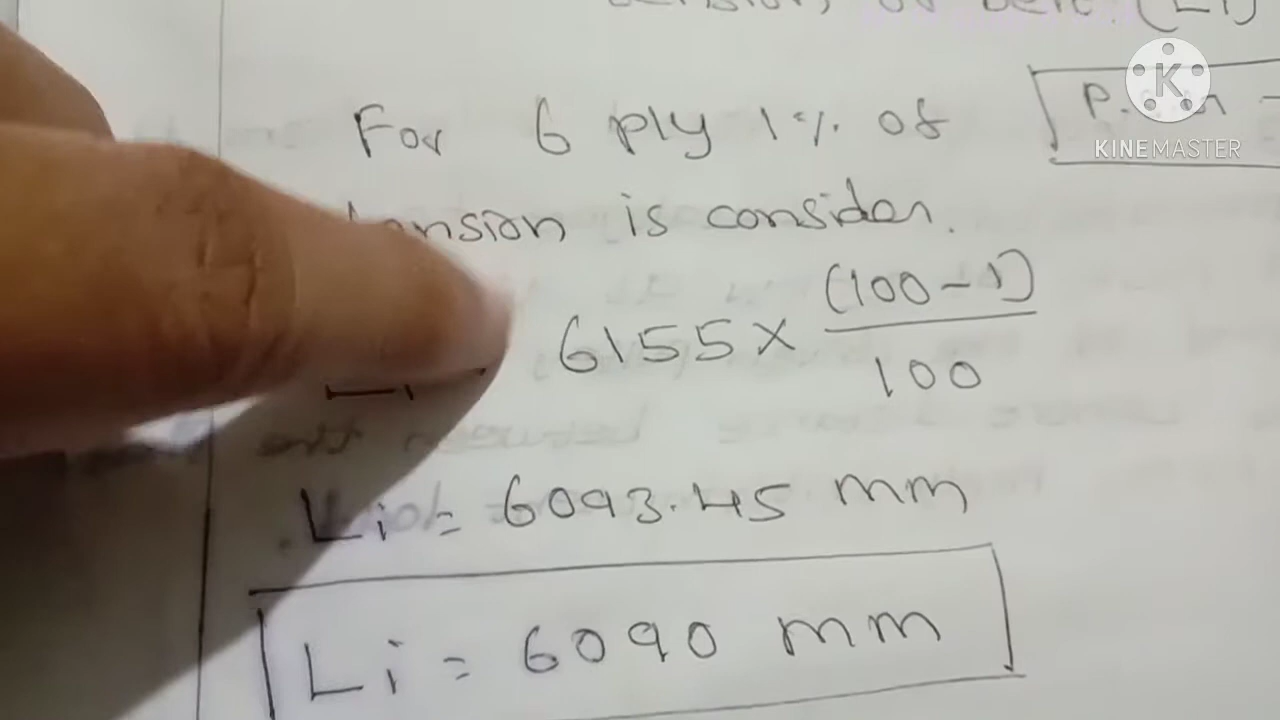 For 6 ply 1% of
tension is consider.
6155 × (100-1)
100
Li = 6093.45 mm
Li = 6090 mm
KINEMASTER